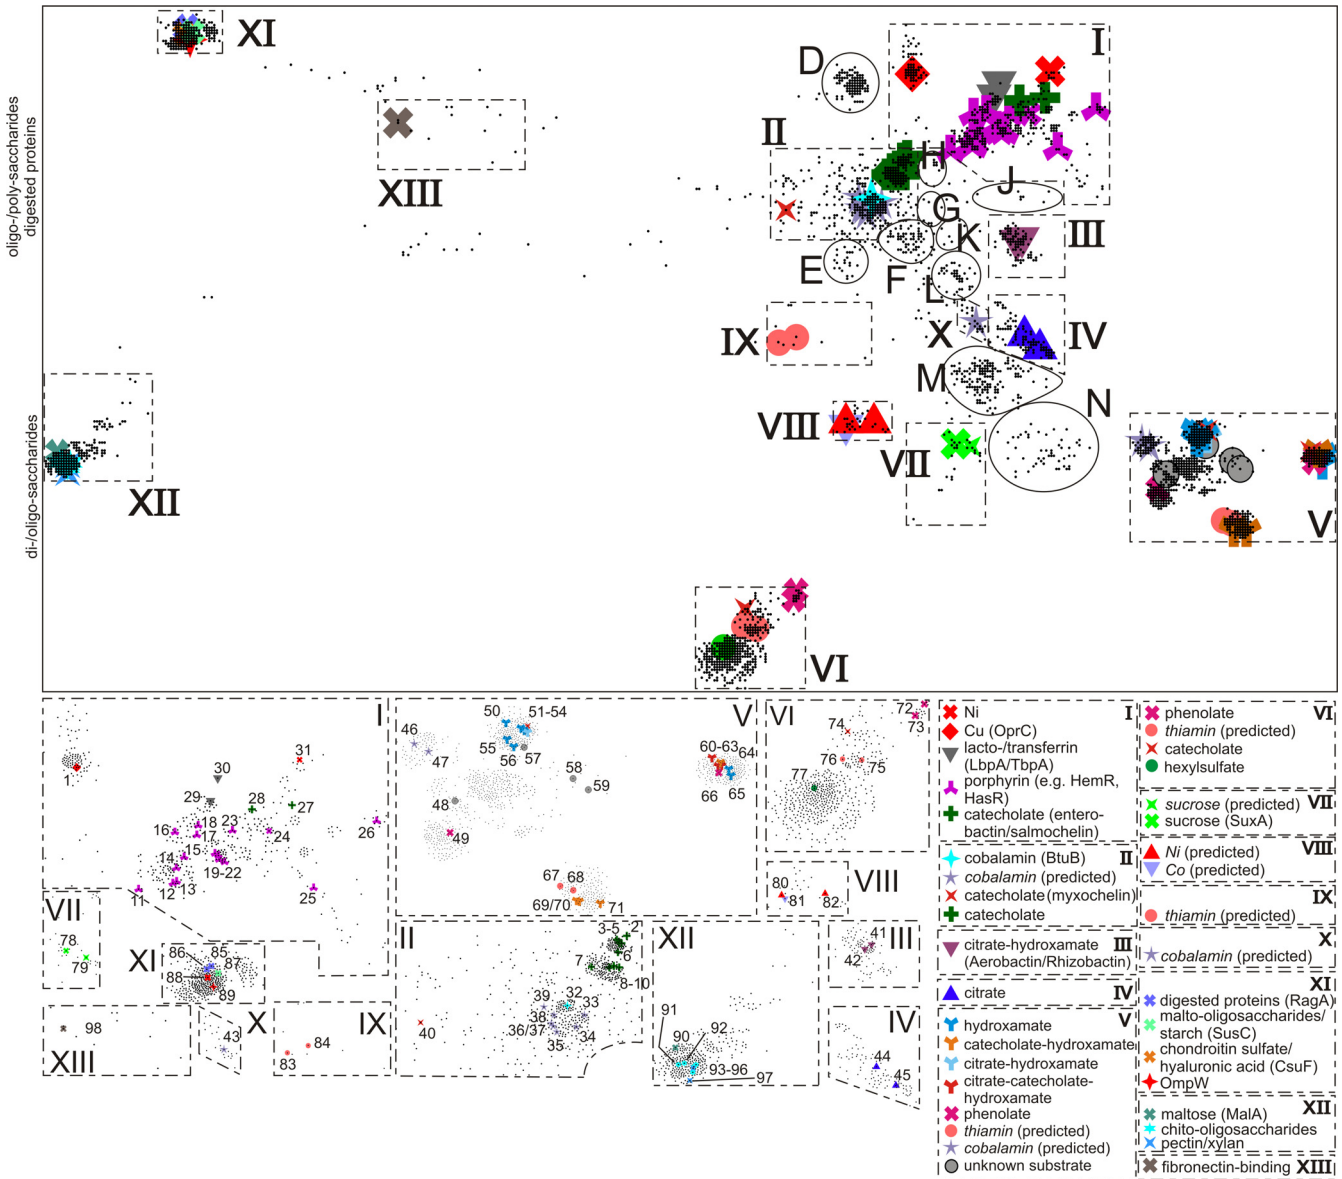 oligo-/poly-saccharides
digested proteins
di-/oligo-saccharides
XI
XIII
XII
D
I
II
H
J
G
K
III
E
F
L
IX
X
IV
M
N
VIII
VII
V
VI
I
1
30
31
29
28
27
26
16
18
23
17
24
15
14
19-22
12
13
11
25
V
50
51-54
46
47
55
56
57
58
59
48
49
60-63
64
66
65
67
68
69/70
71
VI
72
73
74
76
75
77
VIII
80
81
82
VII
78
79
XI
86
85
87
88
89
XIII
98
X
43
IX
84
83
II
3-5
2
6
7
8-10
39
32
33
38
36/37
34
35
40
XII
91
90
92
93-96
97
III
41
42
IV
44
45
Ni
I
Cu (OprC)
lacto-/transferrin
(LbpA/TbpA)
porphyrin (e.g. HemR,
HasR)
catecholate (entero-
bactin/salmochelin)
cobalamin (BtuB)
II
cobalamin (predicted)
catecholate (myxochelin)
catecholate
citrate-hydroxamate
III
(Aerobactin/Rhizobactin)
citrate
IV
V
hydroxamate
catecholate-hydroxamate
citrate-hydroxamate
citrate-catecholate-
hydroxamate
phenolate
thiamin (predicted)
cobalamin (predicted)
unknown substrate
phenolate
VI
thiamin (predicted)
catecholate
hexylsulfate
sucrose (predicted)
VII
sucrose (SuxA)
Ni (predicted)
VIII
Co (predicted)
IX
thiamin (predicted)
X
cobalamin (predicted)
XI
digested proteins (RagA)
malto-oligosaccharides/
starch (SusC)
chondroitin sulfate/
hyaluronic acid (CsuF)
OmpW
XII
maltose (MalA)
chito-oligosaccharides
pectin/xylan
fibronectin-binding
XIII